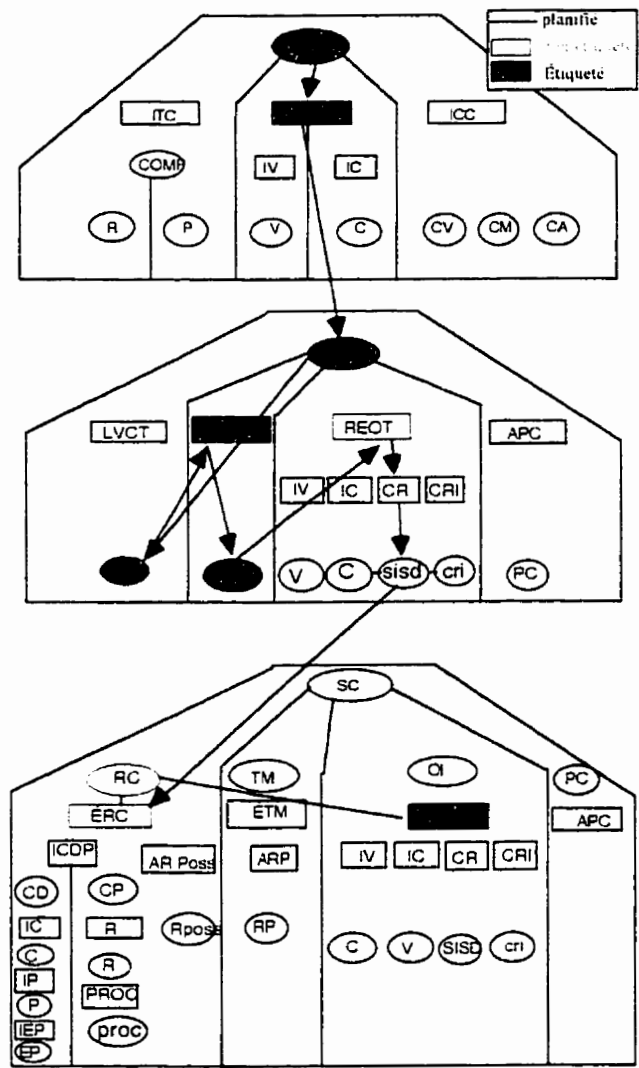 planifié
Étiqueté
ITC
ICC
COMP
IV
IC
R
P
V
C
CV
CM
CA
LVCT
REOT
APC
IV
IC
CR
CRI
V
C
sisd
cri
PC
SC
RC
TM
OI
PC
ERC
ETM
APC
ICDP
AR Poss
ARP
IV
IC
CR
CRI
CD
CP
IC
R
Rposs
RP
C
R
C
V
SISD
cri
IP
PROC
P
IEP
proc
EP